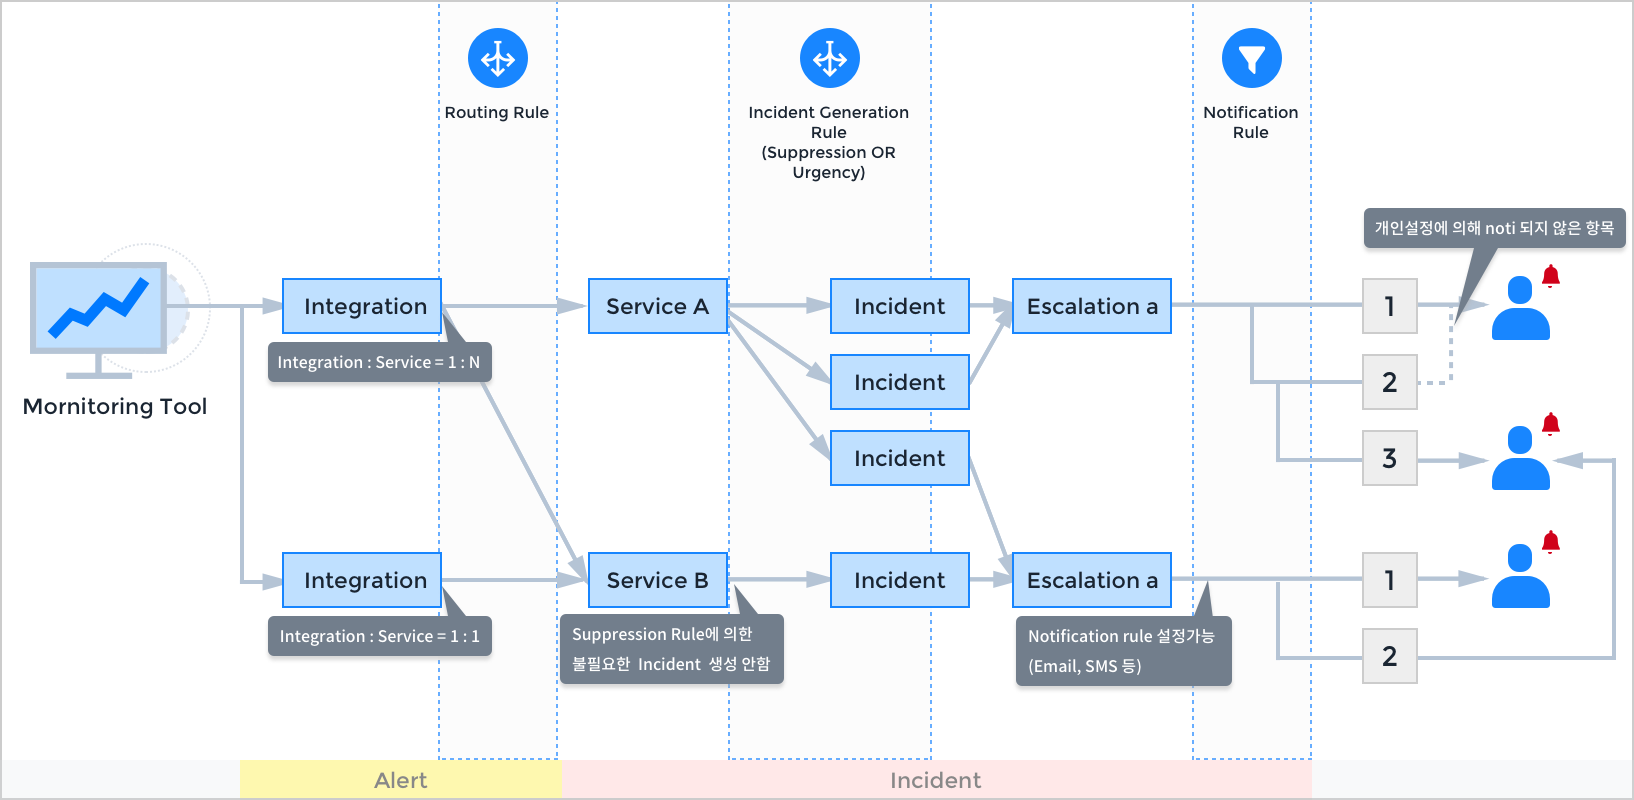 Routing Rule
Incident Generation
Rule
(Suppression OR
Urgency)
Notification
Rule
개인설정에 의해 noti 되지 않은 항목
Integration
Service A
Incident
Escalation a
1
Integration : Service = 1 : N
Incident
2
Mornitoring Tool
Incident
3
Integration
Service B
Incident
Escalation a
1
Integration : Service = 1 : 1
Suppression Rule에 의한
불필요한 Incident 생성 안함
Notification rule 설정가능
(Email, SMS 등)
2
Alert
Incident